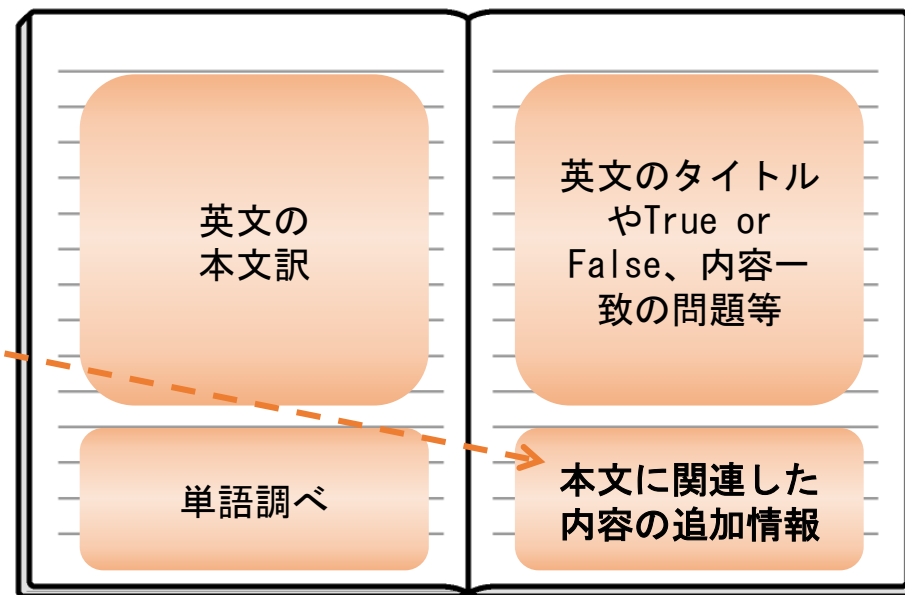 英文の
本文訳
単語調べ
英文のタイトル
やTrue or
False、内容一
致の問題等
本文に関連した
内容の追加情報